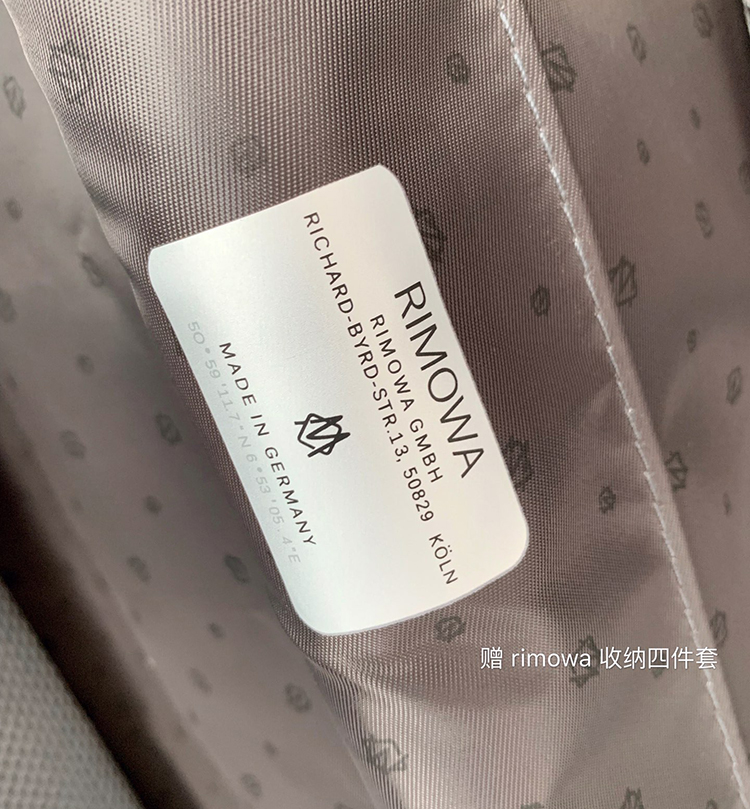 RIMOWA
RIMOWA GMBH
RICHARD-BYRD-STR.13, 50829 KÖLN
MADE IN GERMANY
50°59'11.7"N 6°53'05.4"E
赠 rimowa 收纳四件套